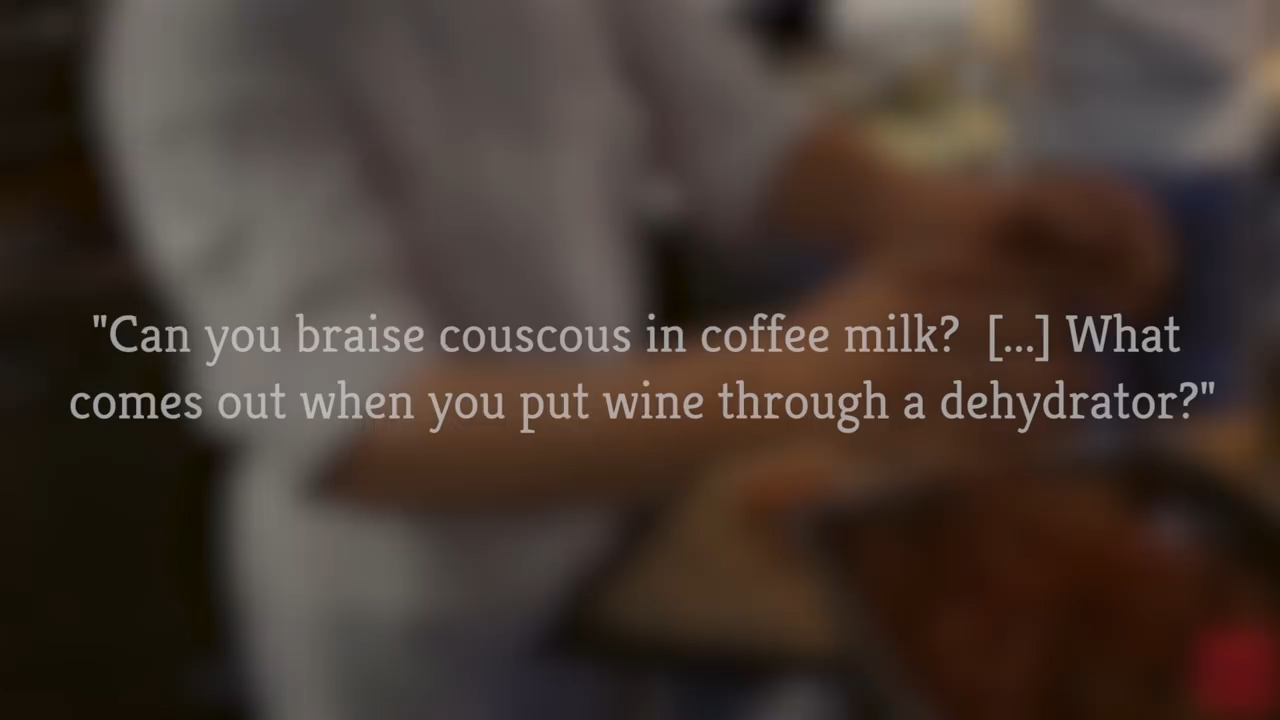 "Can you braise couscous in coffee milk?  [...] What
comes out when you put wine through a dehydrator?"